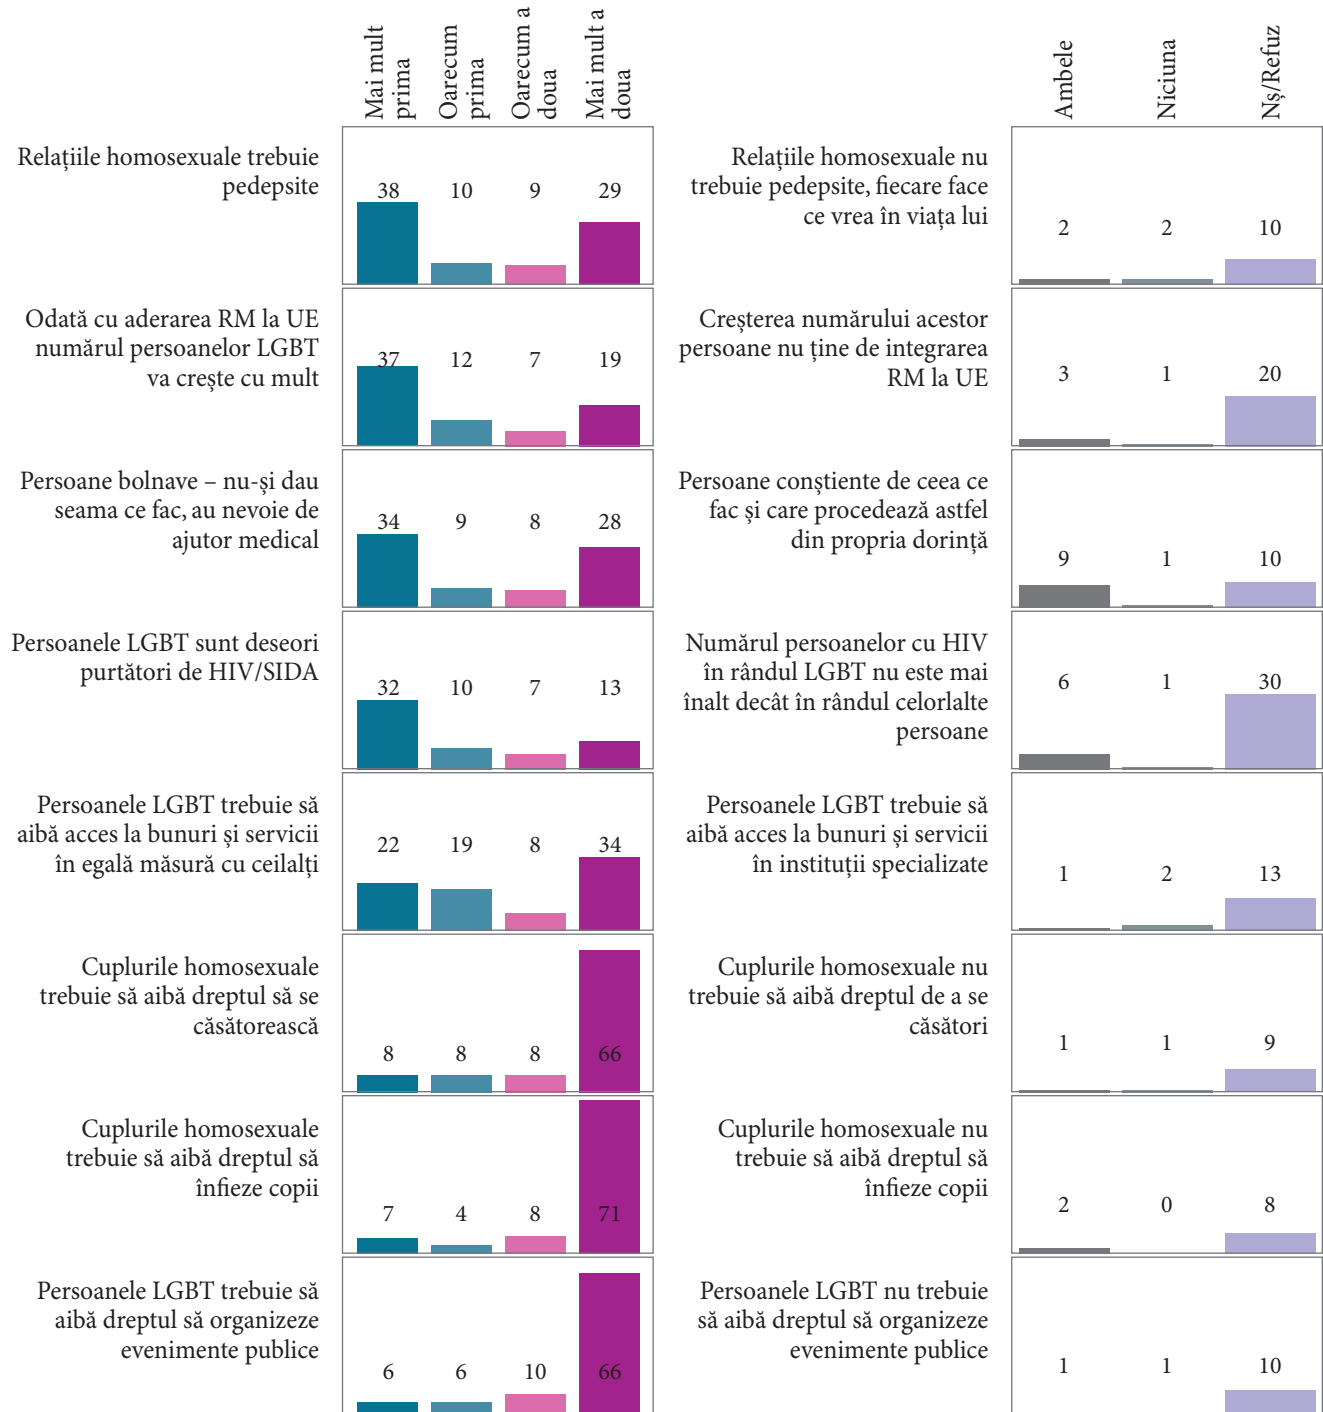 Mai mult
prima
Oarecum
prima
Oarecum a
doua
Mai mult a
doua
Ambele
Niciuna
Nș/Refuz
Relațiile homosexuale trebuie
pedepsite
38 10 9 29
Relațiile homosexuale nu
trebuie pedepsite, fiecare face
ce vrea în viața lui
2 2 10
Odată cu aderarea RM la UE
numărul persoanelor LGBT
va crește cu mult
37 12 7 19
Creșterea numărului acestor
persoane nu ține de integrarea
RM la UE
3 1 20
Persoane bolnave – nu-și dau
seama ce fac, au nevoie de
ajutor medical
34 9 8 28
Persoane conștiente de ceea ce
fac și care procedează astfel
din propria dorință
9 1 10
Persoanele LGBT sunt deseori
purtători de HIV/SIDA
32 10 7 13
Numărul persoanelor cu HIV
în rândul LGBT nu este mai
înalt decât în rândul celorlalte
persoane
6 1 30
Persoanele LGBT trebuie să
aibă acces la bunuri și servicii
în egală măsură cu ceilalți
22 19 8 34
Persoanele LGBT trebuie să
aibă acces la bunuri și servicii
în instituții specializate
1 2 13
Cuplurile homosexuale
trebuie să aibă dreptul să se
căsătorească
8 8 8 66
Cuplurile homosexuale nu
trebuie să aibă dreptul de a se
căsători
1 1 9
Cuplurile homosexuale
trebuie să aibă dreptul să
înfieze copii
7 4 8 71
Cuplurile homosexuale nu
trebuie să aibă dreptul să
înfieze copii
2 0 8
Persoanele LGBT trebuie să
aibă dreptul să organizeze
evenimente publice
6 6 10 66
Persoanele LGBT nu trebuie
să aibă dreptul să organizeze
evenimente publice
1 1 10